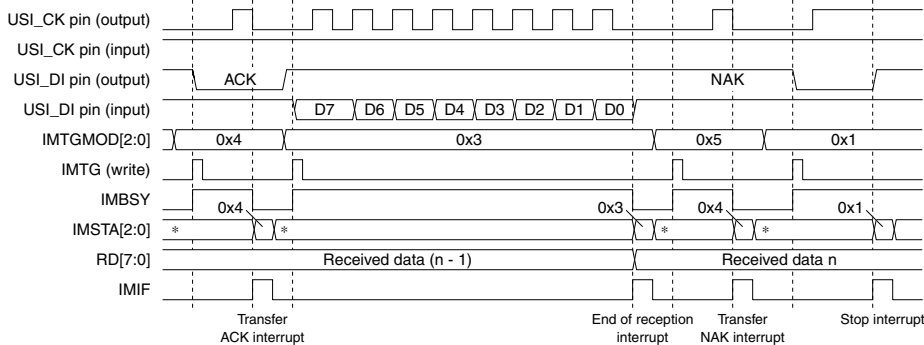 USI_CK pin (output)
USI_CK pin (input)
USI_DI pin (output) ACK NAK
USI_DI pin (input) D7 D6 D5 D4 D3 D2 D1 D0
IMTGMOD[2:0] 0x4 0x3 0x5 0x1
IMTG (write)
IMBSY
0x4 0x3 0x4 0x1
IMSTA[2:0] * * * *
RD[7:0] Received data (n - 1) Received data n
IMIF
Transfer End of reception Transfer Stop interrupt
ACK interrupt interrupt NAK interrupt